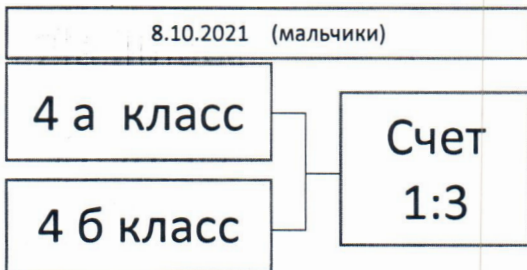 8.10.2021 (мальчики)
4 а класс
4 б класс
Счет
1:3